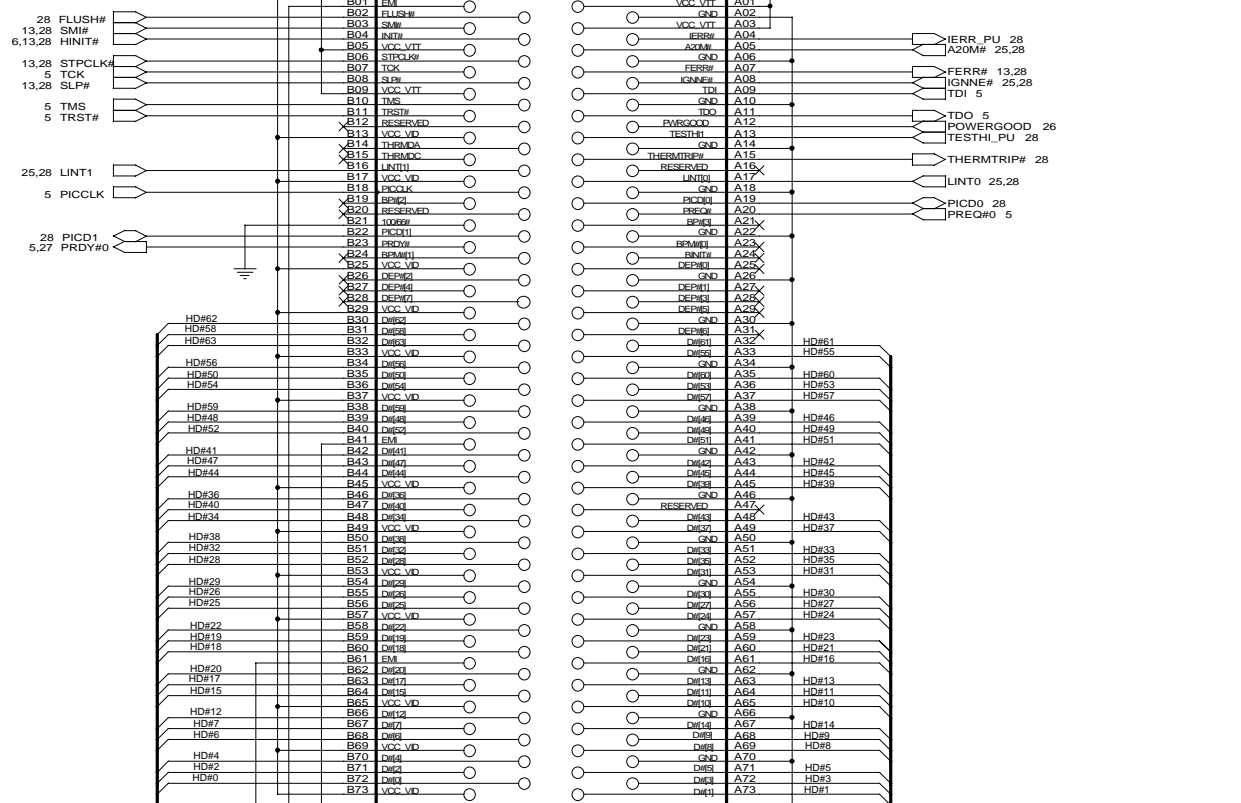 B01 EMI VCC_VTT A01
28 FLUSH# B02 FLUSH# GND A02
13,28 SMI# B03 SMI# VCC_VTT A03
6,13,28 HINIT# B04 INIT# IERR# A04 IERR_PU 28
B05 VCC_VTT A20M# A05 A20M# 25,28
13,28 STPCLK# B06 STPCLK# GND A06
5 TCK B07 TCK FERR# A07 FERR# 13,28
13,28 SLP# B08 SLP# IGNNE# A08 IGNNE# 25,28
B09 VCC_VTT TDI A09 TDI 5
5 TMS B10 TMS GND A10
5 TRST# B11 TRST# TDO A11 TDO 5
B12 RESERVED PWRGOOD A12 POWERGOOD 26
B13 VCC_VID TESTHI1 A13 TESTHI_PU 28
B14 THRMDA GND A14
B15 THRMDC THERMTRIP# A15 THERMTRIP# 28
25,28 LINT1 B16 LINT[1] RESERVED A16
B17 VCC_VID LINT[0] A17 LINT0 25,28
5 PICCLK B18 PICCLK GND A18
B19 BP#[2] PICD[0] A19 PICD0 28
B20 RESERVED PREQ# A20 PREQ#0 5
B21 100/66# BP#[3] A21
28 PICD1 B22 PICD[1] GND A22
5,27 PRDY#0 B23 PRDY# BPM#[0] A23
B24 BPM#[1] BINIT# A24
B25 VCC_VID DEP#[0] A25
B26 DEP#[2] GND A26
B27 DEP#[4] DEP#[1] A27
B28 DEP#[7] DEP#[3] A28
B29 VCC_VID DEP#[5] A29
HD#62 B30 D#[62] GND A30
HD#58 B31 D#[58] DEP#[6] A31
HD#63 B32 D#[63] D#[61] A32 HD#61
B33 VCC_VID D#[55] A33 HD#55
HD#56 B34 D#[56] GND A34
HD#50 B35 D#[50] D#[60] A35 HD#60
HD#54 B36 D#[54] D#[53] A36 HD#53
B37 VCC_VID D#[57] A37 HD#57
HD#59 B38 D#[59] GND A38
HD#48 B39 D#[48] D#[46] A39 HD#46
HD#52 B40 D#[52] D#[49] A40 HD#49
B41 EMI D#[51] A41 HD#51
HD#41 B42 D#[41] GND A42
HD#47 B43 D#[47] D#[42] A43 HD#42
HD#44 B44 D#[44] D#[45] A44 HD#45
B45 VCC_VID D#[39] A45 HD#39
HD#36 B46 D#[36] GND A46
HD#40 B47 D#[40] RESERVED A47
HD#34 B48 D#[34] D#[43] A48 HD#43
B49 VCC_VID D#[37] A49 HD#37
HD#38 B50 D#[38] GND A50
HD#32 B51 D#[32] D#[33] A51 HD#33
HD#28 B52 D#[28] D#[35] A52 HD#35
B53 VCC_VID D#[31] A53 HD#31
HD#29 B54 D#[29] GND A54
HD#26 B55 D#[26] D#[30] A55 HD#30
HD#25 B56 D#[25] D#[27] A56 HD#27
B57 VCC_VID D#[24] A57 HD#24
HD#22 B58 D#[22] GND A58
HD#19 B59 D#[19] D#[23] A59 HD#23
HD#18 B60 D#[18] D#[21] A60 HD#21
B61 EMI D#[16] A61 HD#16
HD#20 B62 D#[20] GND A62
HD#17 B63 D#[17] D#[13] A63 HD#13
HD#15 B64 D#[15] D#[11] A64 HD#11
B65 VCC_VID D#[10] A65 HD#10
HD#12 B66 D#[12] GND A66
HD#7 B67 D#[7] D#[14] A67 HD#14
HD#6 B68 D#[6] D#[9] A68 HD#9
B69 VCC_VID D#[8] A69 HD#8
HD#4 B70 D#[4] GND A70
HD#2 B71 D#[2] D#[5] A71 HD#5
HD#0 B72 D#[0] D#[3] A72 HD#3
B73 VCC_VID D#[1] A73 HD#1